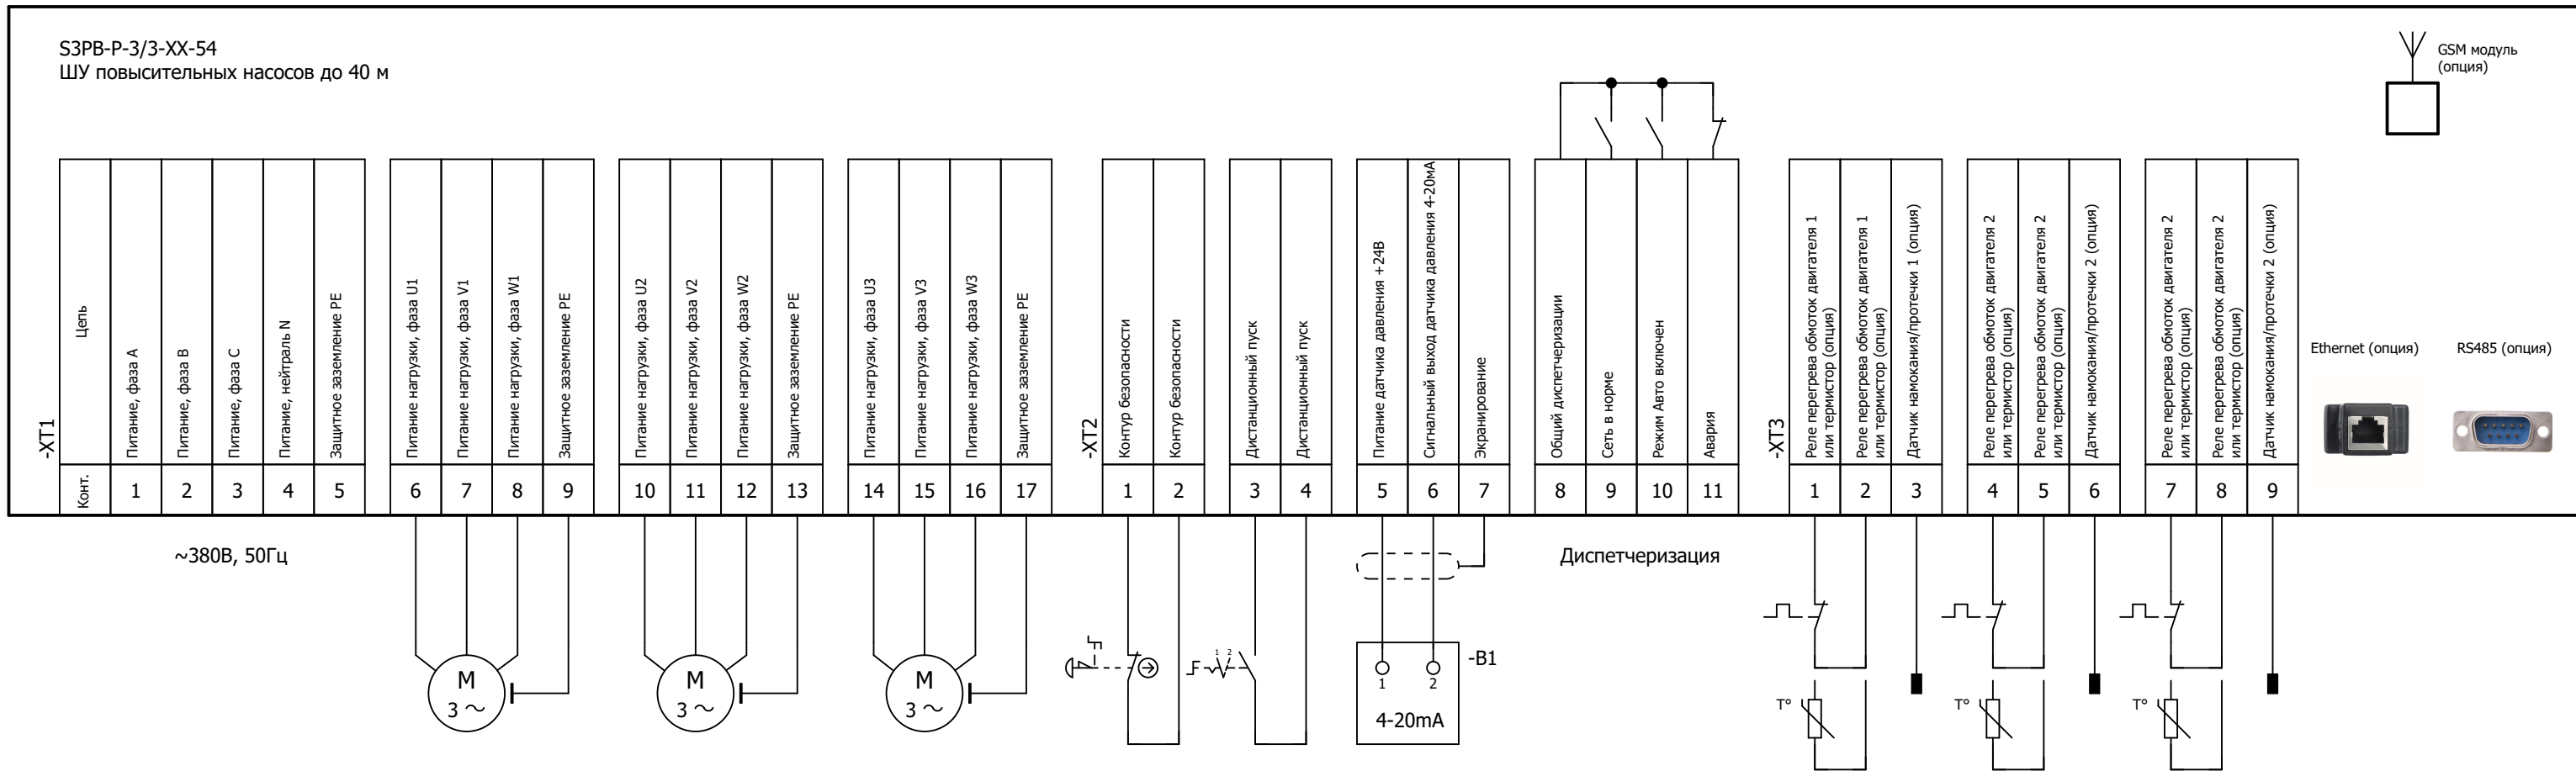 S3PB-P-3/3-XX-54
ШУ повысительных насосов до 40 м
GSM модуль
(опция)
-XT1
Цепь
Питание, фаза А
Питание, фаза В
Питание, фаза С
Питание, нейтраль N
Защитное заземление PE
Питание нагрузки, фаза U1
Питание нагрузки, фаза V1
Питание нагрузки, фаза W1
Защитное заземление PE
Питание нагрузки, фаза U2
Питание нагрузки, фаза V2
Питание нагрузки, фаза W2
Защитное заземление PE
Питание нагрузки, фаза U3
Питание нагрузки, фаза V3
Питание нагрузки, фаза W3
Защитное заземление PE
-XT2
Контур безопасности
Контур безопасности
Дистанционный пуск
Дистанционный пуск
Питание датчика давления +24В
Сигнальный выход датчика давления 4-20мА
Экранирование
Общий диспетчеризации
Сеть в норме
Режим Авто включен
Авария
-XT3
Реле перегрева обмоток двигателя 1
или термистор (опция)
Реле перегрева обмоток двигателя 1
или термистор (опция)
Датчик намокания/протечки 1 (опция)
Реле перегрева обмоток двигателя 2
или термистор (опция)
Реле перегрева обмоток двигателя 2
или термистор (опция)
Датчик намокания/протечки 2 (опция)
Реле перегрева обмоток двигателя 2
или термистор (опция)
Реле перегрева обмоток двигателя 2
или термистор (опция)
Датчик намокания/протечки 2 (опция)
Ethernet (опция)
RS485 (опция)
Конт.
1
2
3
4
5
6
7
8
9
10
11
12
13
14
15
16
17
1
2
3
4
5
6
7
8
9
10
11
1
2
3
4
5
6
7
8
9
~380В, 50Гц
Диспетчеризация
M
3 ~
M
3 ~
M
3 ~
1 2
-B1
1
2
4-20mA
T°
T°
T°